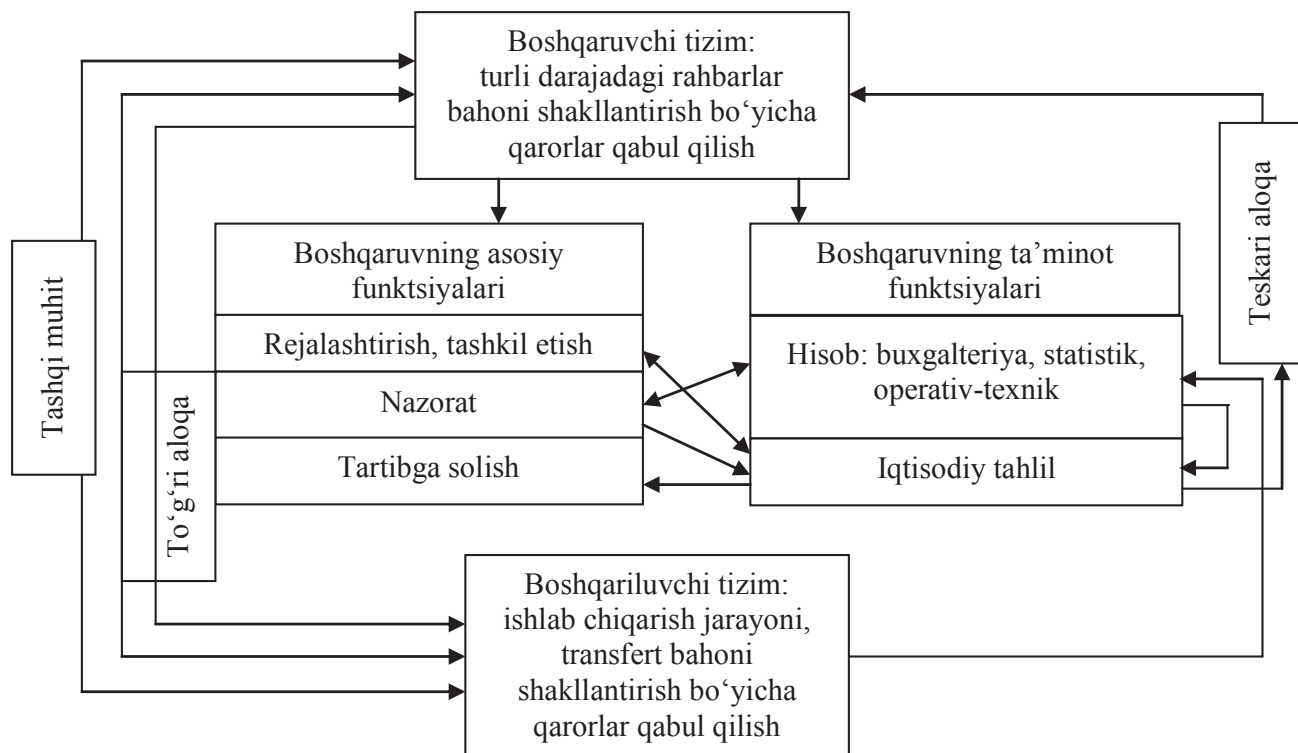 Boshqaruvchi tizim:
turli darajadagi rahbarlar
bahoni shakllantirish bo‘yicha
qarorlar qabul qilish
Tashqi muhit
To‘g‘ri aloqa
Boshqaruvning asosiy
funktsiyalari
Rejalashtirish, tashkil etish
Nazorat
Tartibga solish
Boshqaruvning ta’minot
funktsiyalari
Hisob: buxgalteriya, statistik,
operativ-texnik
Iqtisodiy tahlil
Teskari aloqa
Boshqariluvchi tizim:
ishlab chiqarish jarayoni,
transfert bahoni
shakllantirish bo‘yicha
qarorlar qabul qilish